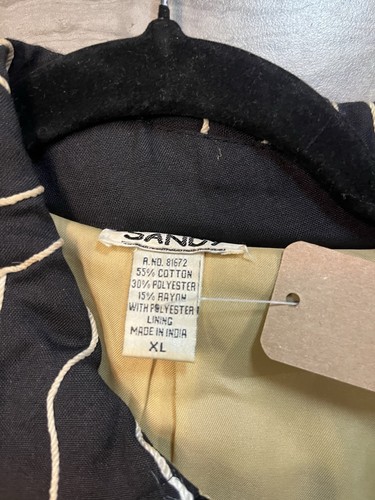 SANDY
R.NO. 81672
55% COTTON
30% POLYESTER
15% RAYON
WITH POLYESTER
LINING
MADE IN INDIA
XL